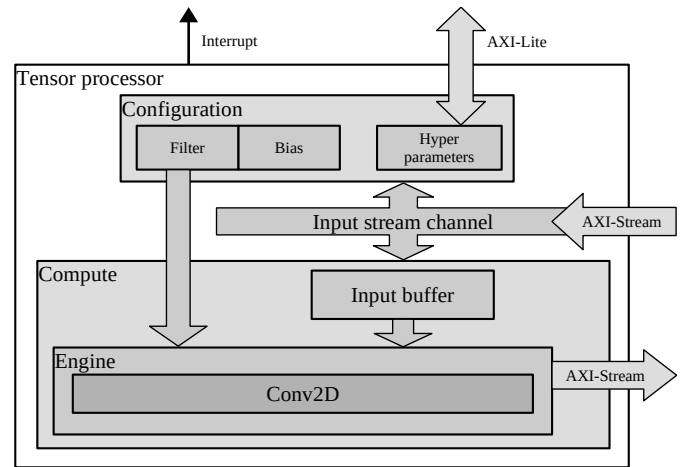 Interrupt
AXI-Lite
Tensor processor
Configuration
Filter
Bias
Hyper
parameters
Input stream channel
AXI-Stream
Compute
Input buffer
Engine
AXI-Stream
Conv2D